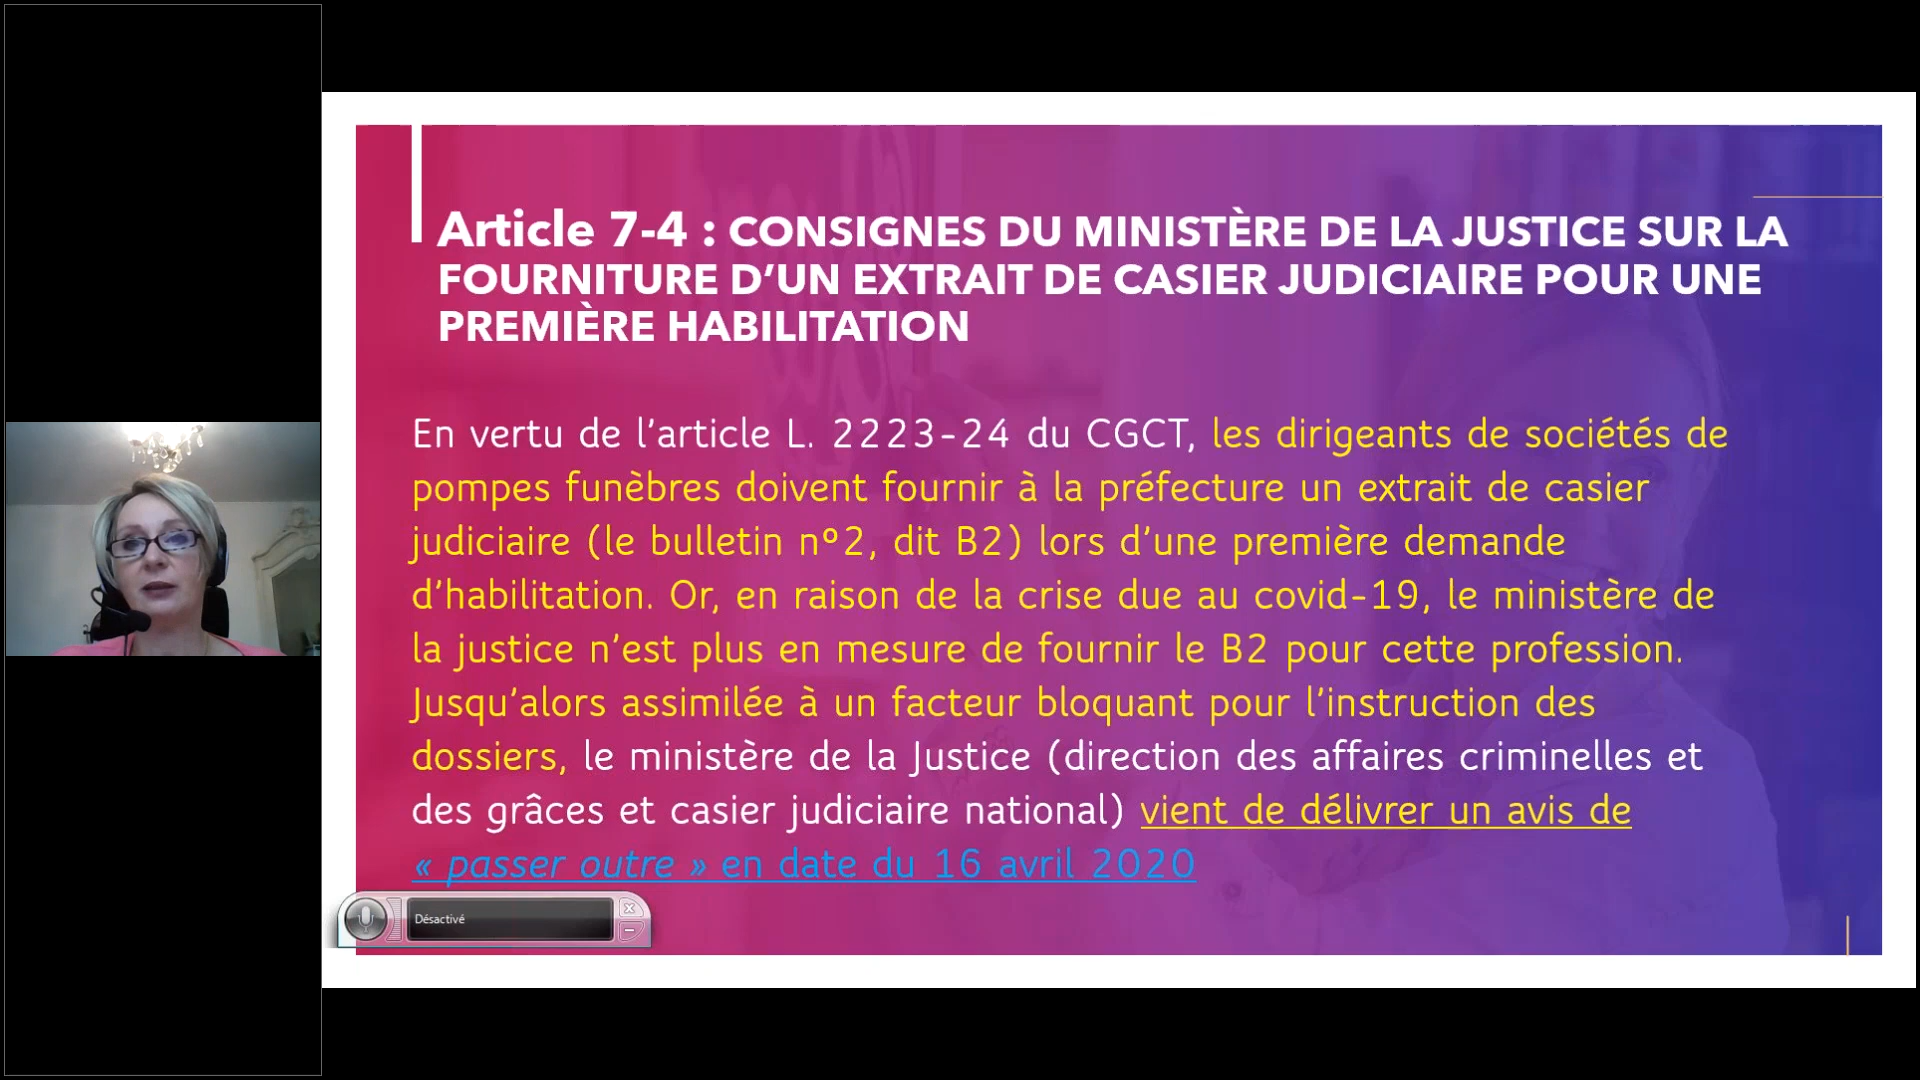 Article 7-4 : CONSIGNES DU MINISTÈRE DE LA JUSTICE SUR LA
FOURNITURE D’UN EXTRAIT DE CASIER JUDICIAIRE POUR UNE
PREMIÈRE HABILITATION
En vertu de l’article L. 2223-24 du CGCT, les dirigeants de sociétés de
pompes funèbres doivent fournir à la préfecture un extrait de casier
judiciaire (le bulletin nº2, dit B2) lors d’une première demande
d’habilitation. Or, en raison de la crise due au covid-19, le ministère de
la justice n’est plus en mesure de fournir le B2 pour cette profession.
Jusqu’alors assimilée à un facteur bloquant pour l’instruction des
dossiers, le ministère de la Justice (direction des affaires criminelles et
des grâces et casier judiciaire national) vient de délivrer un avis de
« passer outre » en date du 16 avril 2020
Désactivé